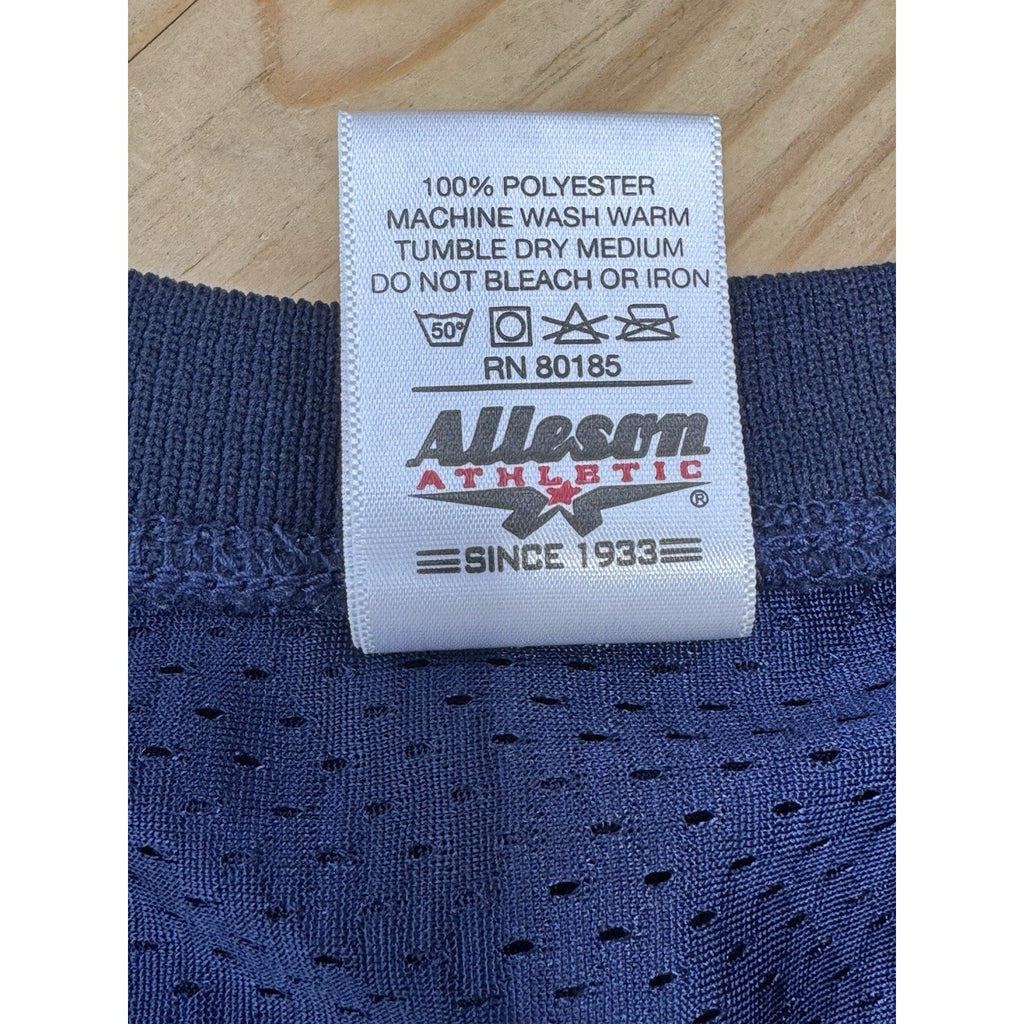 100% POLYESTER
MACHINE WASH WARM
TUMBLE DRY MEDIUM
DO NOT BLEACH OR IRON
50°
RN 80185
Alleson
ATHLETIC
®
SINCE 1933